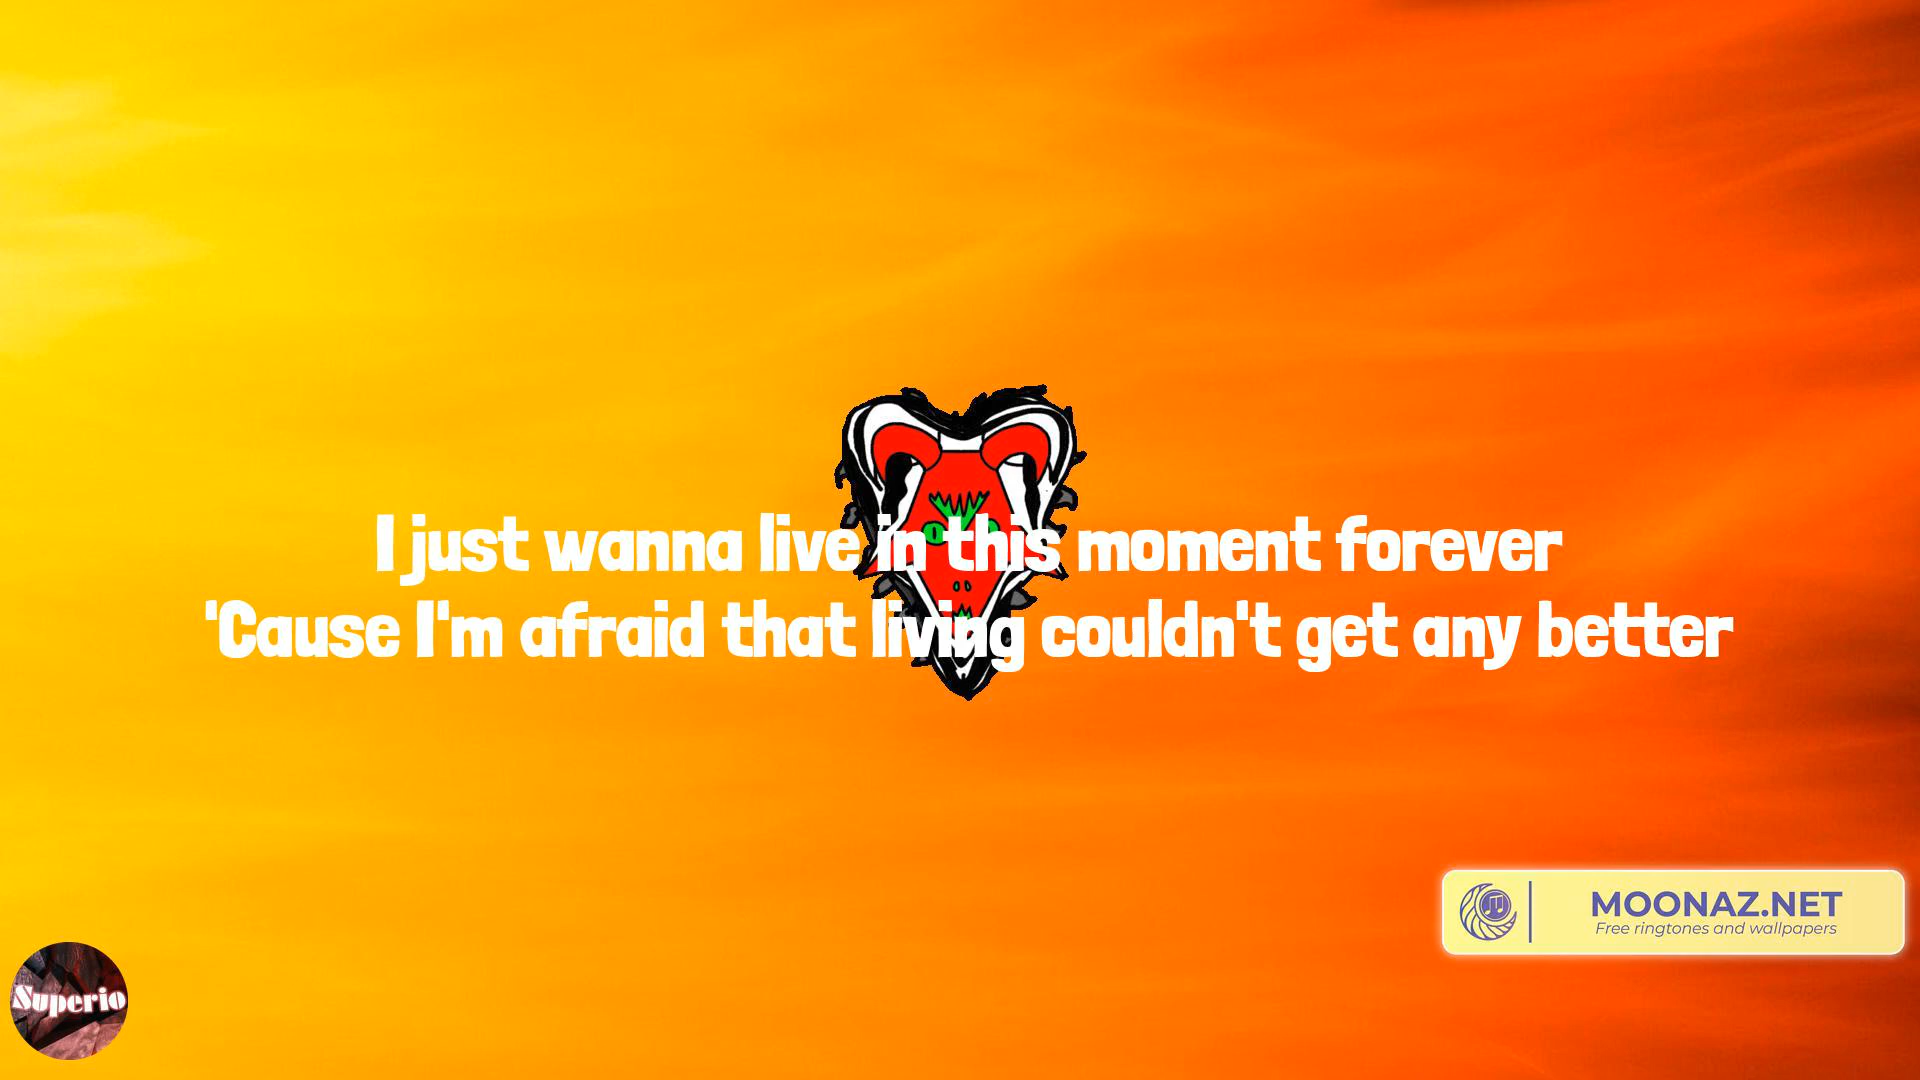 I just wanna live in this moment forever
'Cause I'm afraid that living couldn't get any better
MOONAZ.NET
Free ringtones and wallpapers
Superio